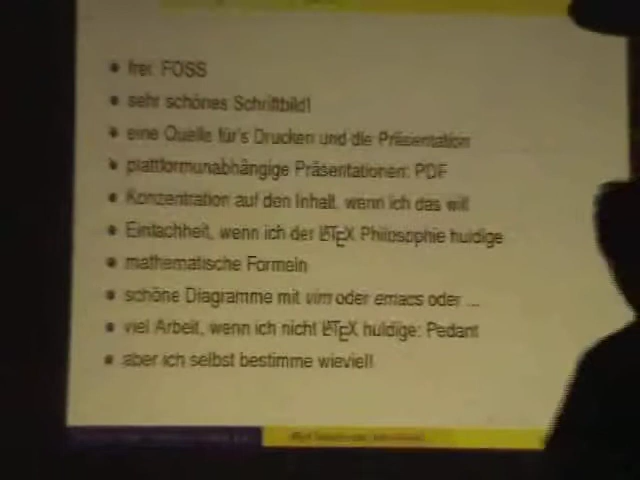 frei: FOSS
sehr schönes Schriftbild!
eine Quelle für's Drucken und die Präsentation
plattformunabhängige Präsentationen: PDF
Konzentration auf den Inhalt, wenn ich das will
Einfachheit, wenn ich der LATEX Philosophie huldige
mathematische Formeln
schöne Diagramme mit vim oder emacs oder ...
viel Arbeit, wenn ich nicht LATEX huldige: Pedant
aber ich selbst bestimme wieviel!